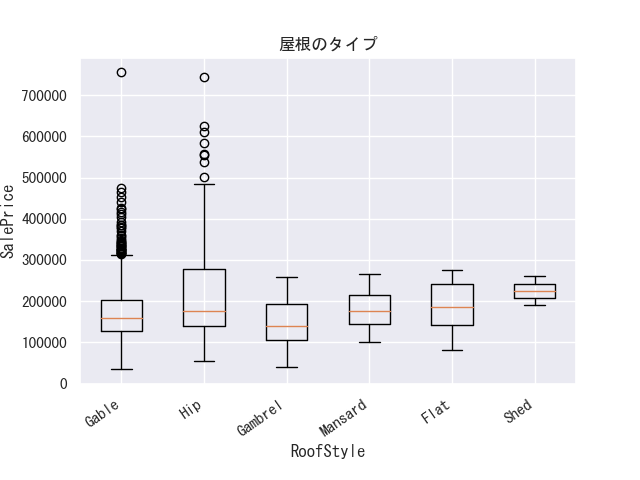 屋根のタイプ
700000
600000
500000
400000
300000
200000
100000
0
SalePrice
Gable
Hip
Gambrel
Mansard
Flat
Shed
RoofStyle